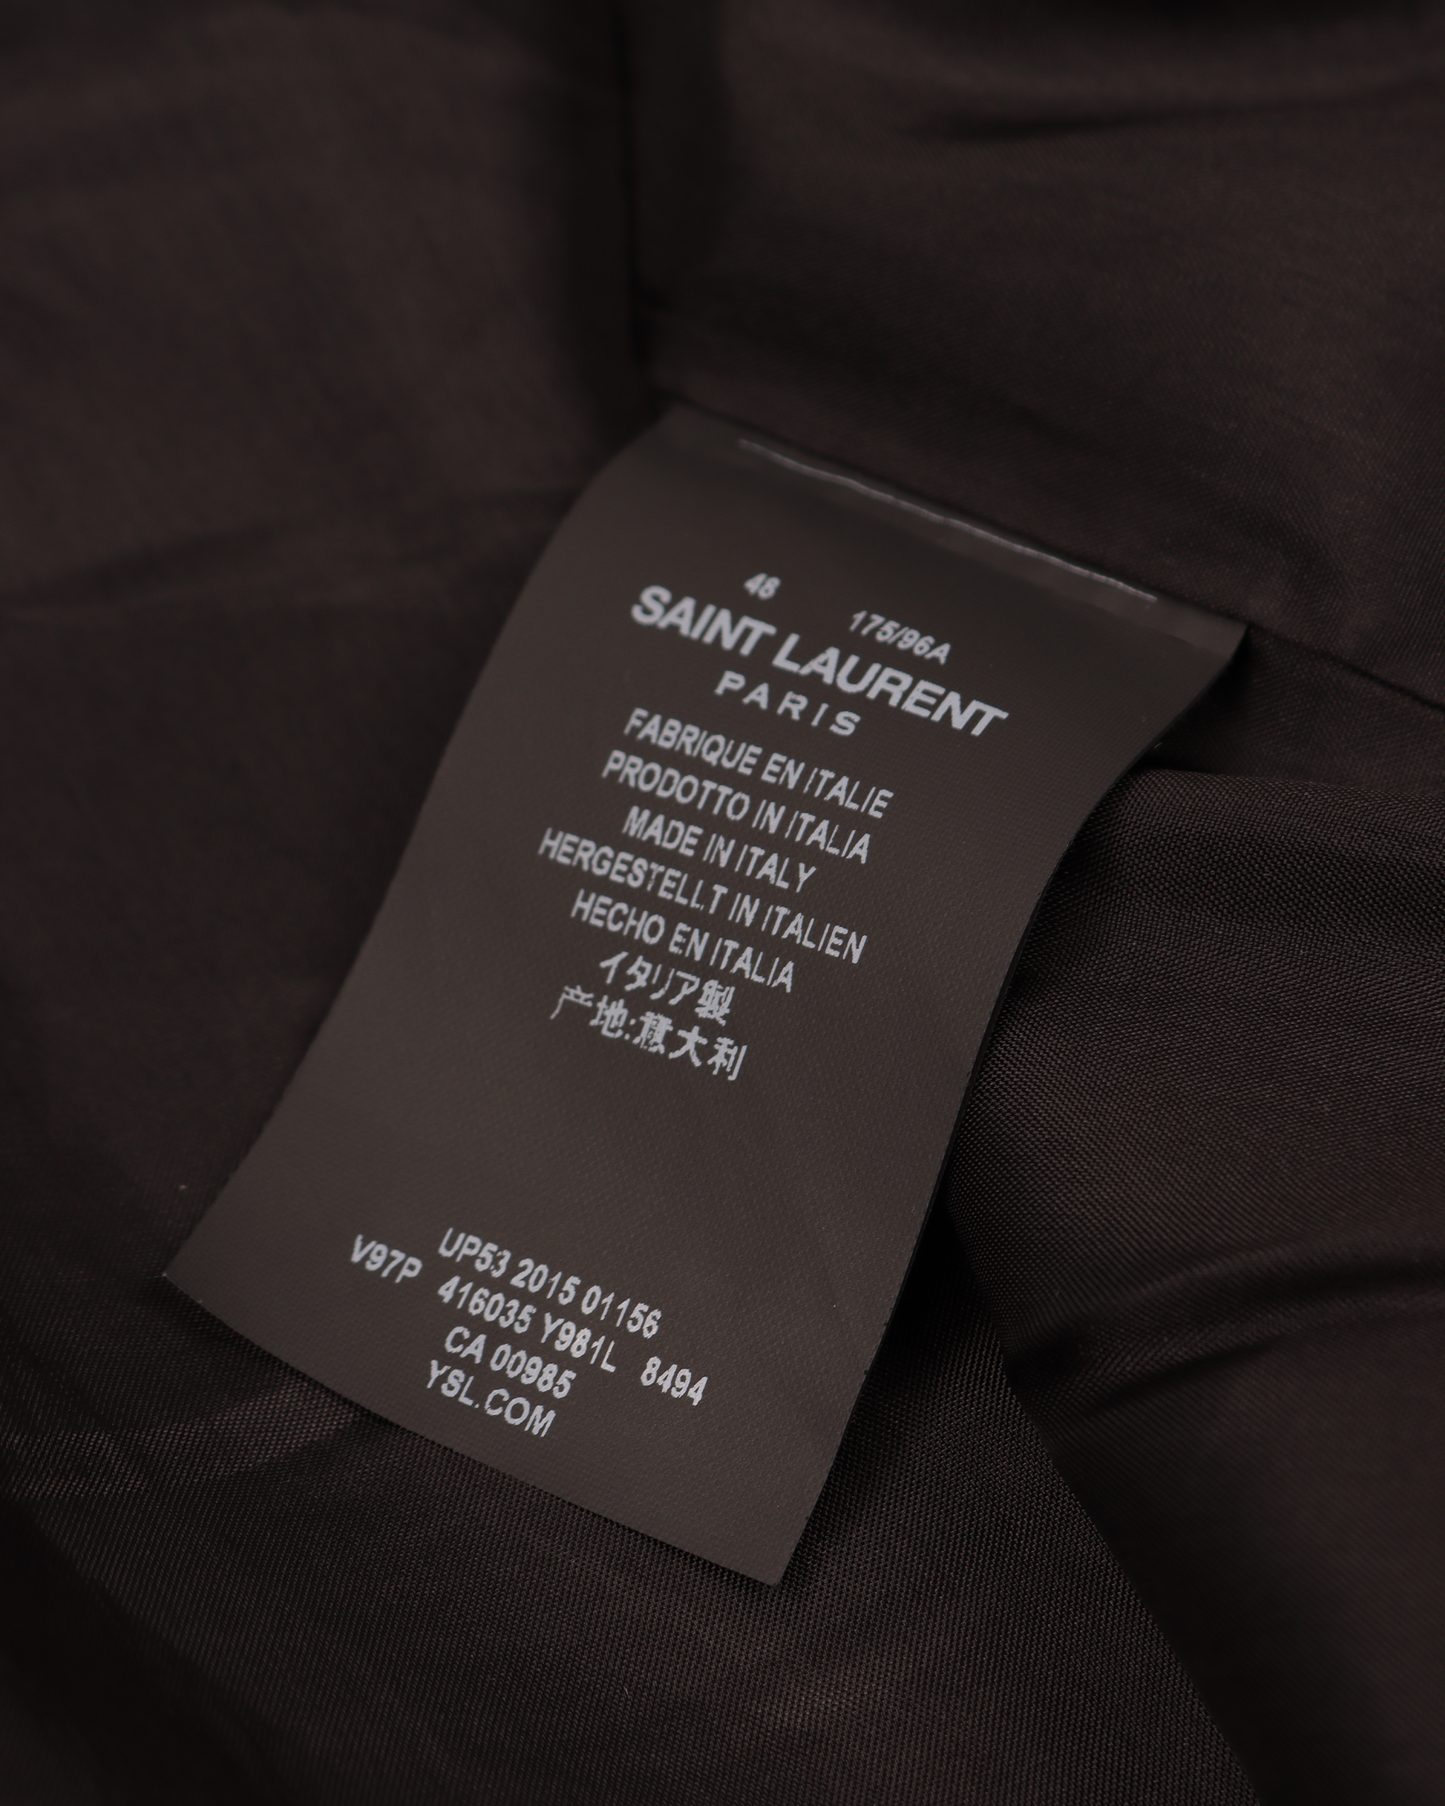 48 175/96A
SAINT LAURENT
PARIS
FABRIQUE EN ITALIE
PRODOTTO IN ITALIA
MADE IN ITALY
HERGESTELLT IN ITALIEN
HECHO EN ITALIA
イタリア製
产地:意大利
UP53 2015 01156
V97P 416035 Y981L 8494
CA 00985
YSL.COM